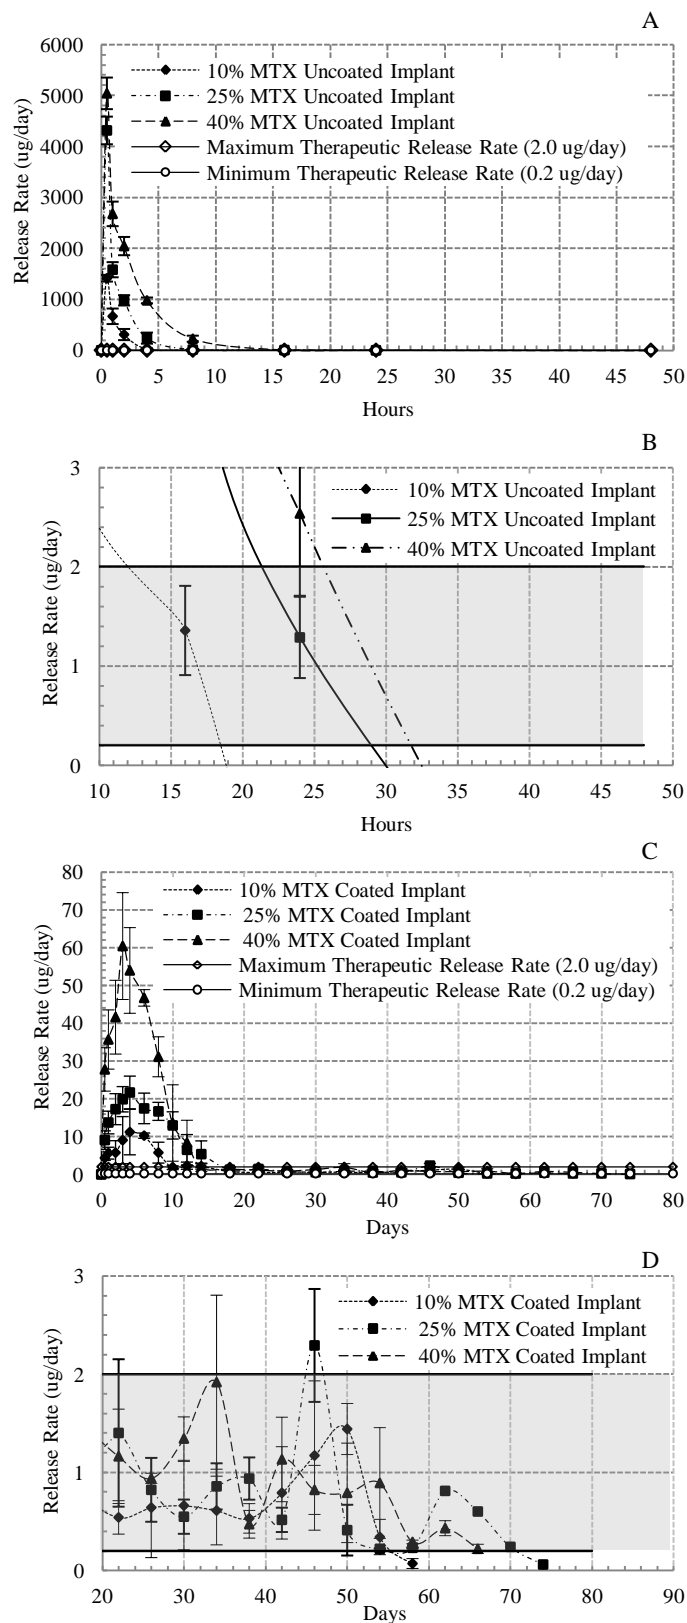 A
6000
5000
4000
3000
2000
1000
0
Release Rate (ug/day)
10% MTX Uncoated Implant
25% MTX Uncoated Implant
40% MTX Uncoated Implant
Maximum Therapeutic Release Rate (2.0 ug/day)
Minimum Therapeutic Release Rate (0.2 ug/day)
0 5 10 15 20 25 30 35 40 45 50
Hours
B
3
2
1
0
Release Rate (ug/day)
10% MTX Uncoated Implant
25% MTX Uncoated Implant
40% MTX Uncoated Implant
10 15 20 25 30 35 40 45 50
Hours
C
80
70
60
50
40
30
20
10
0
Release Rate (ug/day)
10% MTX Coated Implant
25% MTX Coated Implant
40% MTX Coated Implant
Maximum Therapeutic Release Rate (2.0 ug/day)
Minimum Therapeutic Release Rate (0.2 ug/day)
0 10 20 30 40 50 60 70 80
Days
D
3
2
1
0
Release Rate (ug/day)
10% MTX Coated Implant
25% MTX Coated Implant
40% MTX Coated Implant
20 30 40 50 60 70 80 90
Days